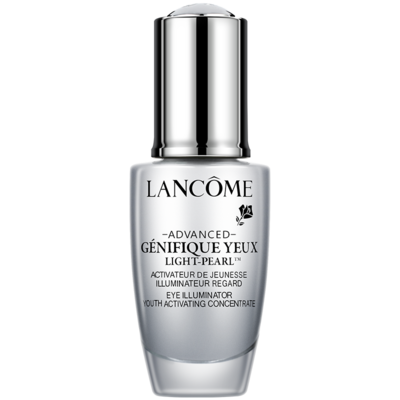 LANCÔME
–ADVANCED–
GÉNIFIQUE YEUX
LIGHT-PEARL™
ACTIVATEUR DE JEUNESSE
ILLUMINATEUR REGARD
EYE ILLUMINATOR
YOUTH ACTIVATING CONCENTRATE